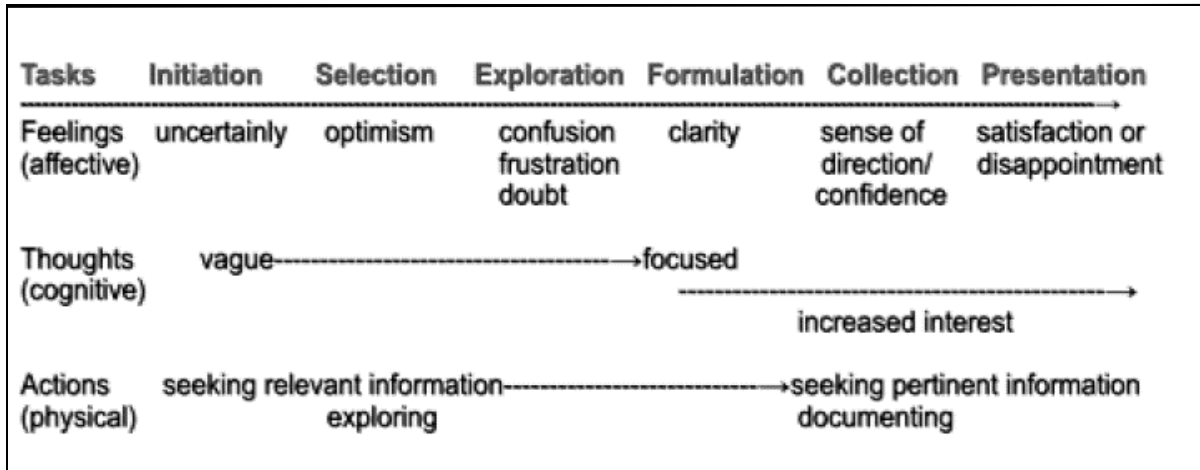 Tasks Initiation Selection Exploration Formulation Collection Presentation
Feelings uncertainly optimism confusion clarity sense of satisfaction or
(affective) frustration direction/ disappointment
doubt confidence
Thoughts vague focused
(cognitive)
increased interest
Actions seeking relevant information seeking pertinent information
(physical) exploring documenting